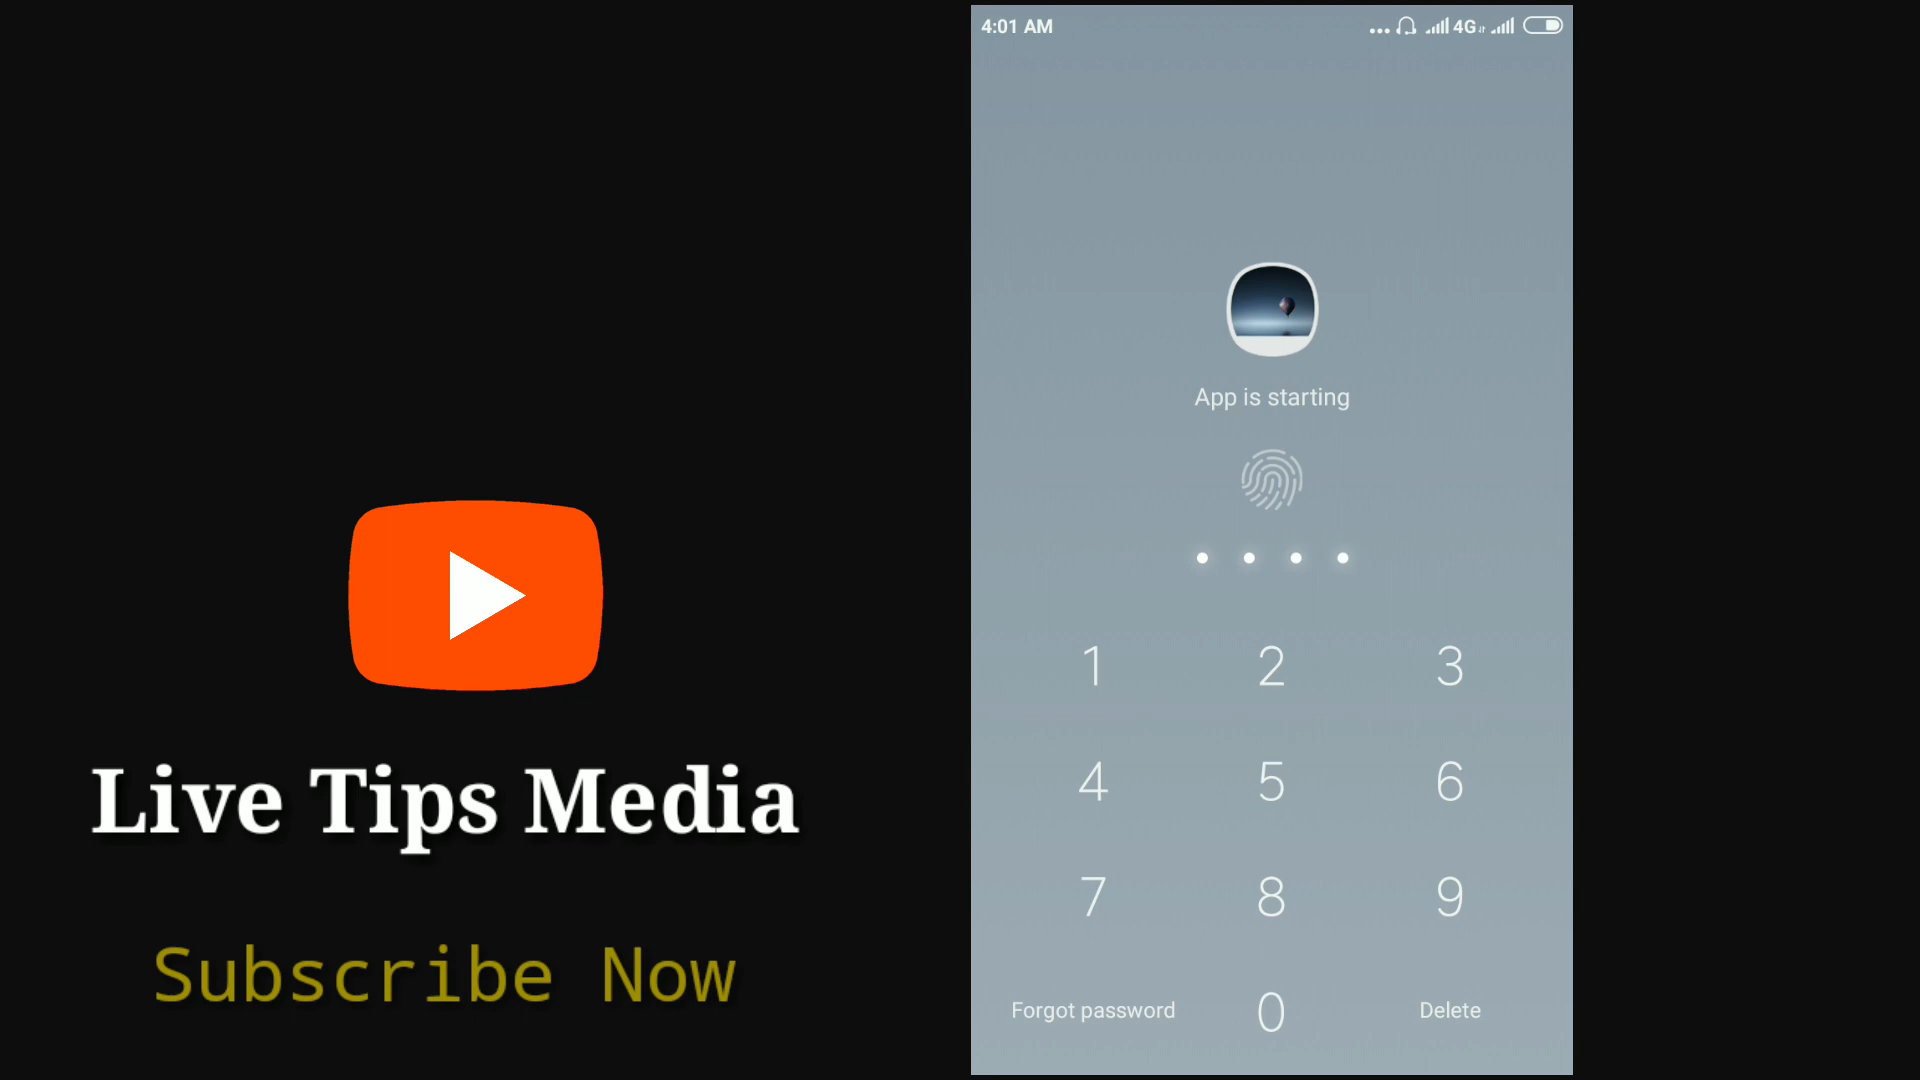 Live Tips Media
Subscribe Now
4:01 AM
... 4G
App is starting
1 2 3
4 5 6
7 8 9
Forgot password 0 Delete